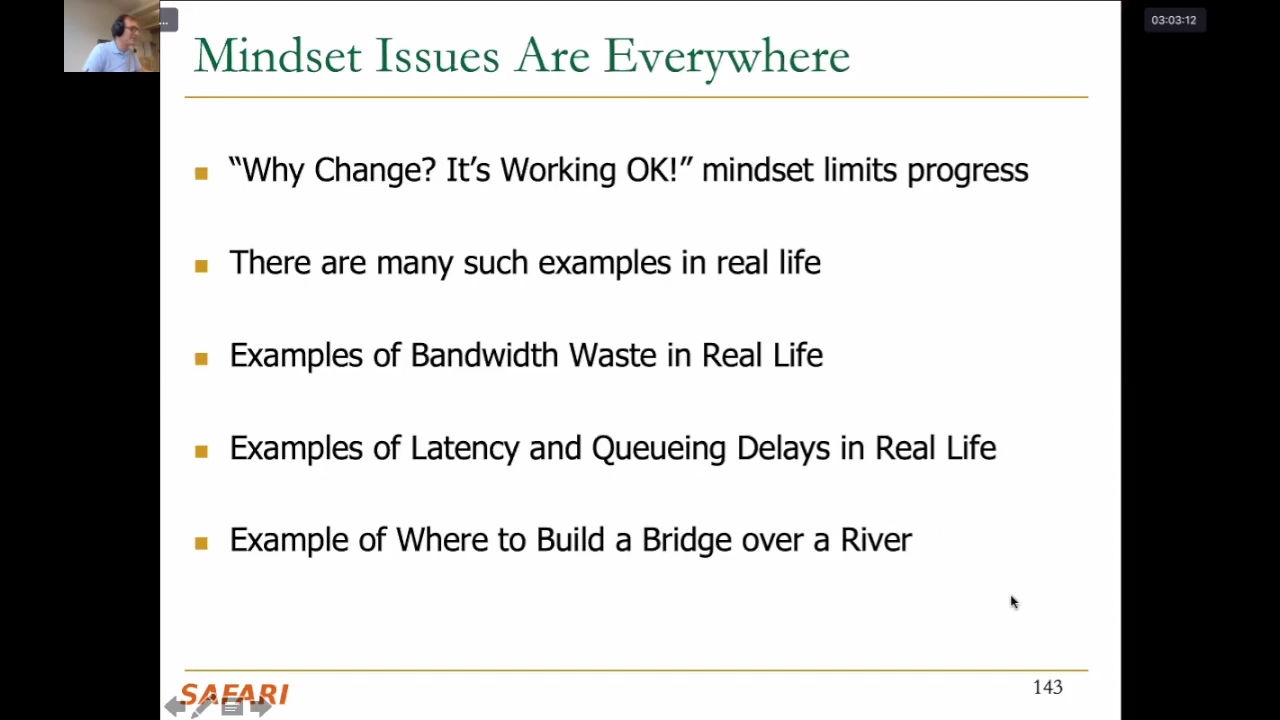 ...
03:03:12
Mindset Issues Are Everywhere
“Why Change? It’s Working OK!” mindset limits progress
There are many such examples in real life
Examples of Bandwidth Waste in Real Life
Examples of Latency and Queueing Delays in Real Life
Example of Where to Build a Bridge over a River
SAFARI
143